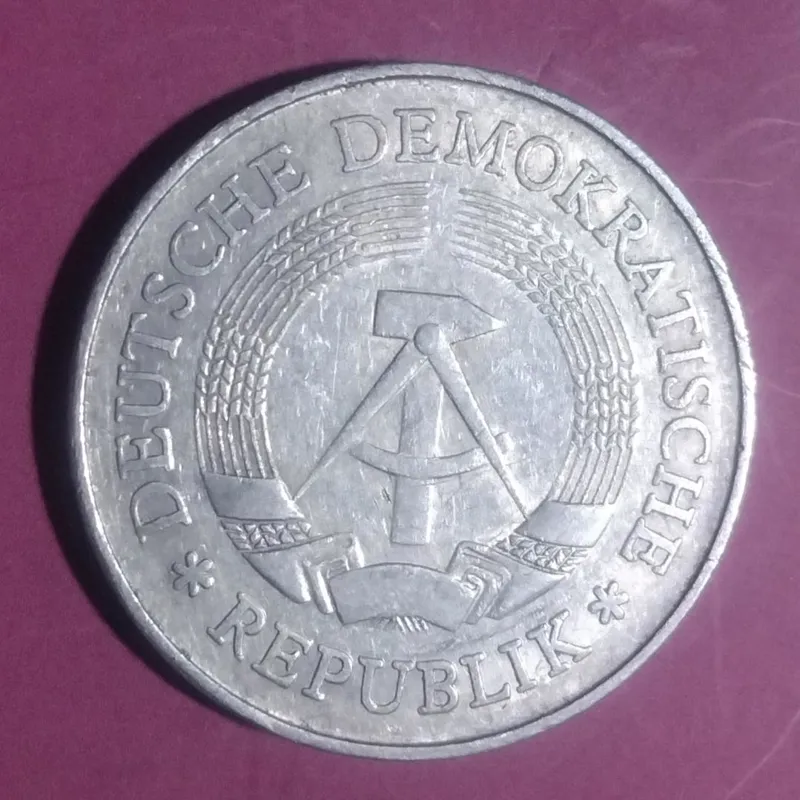 DEUTSCHE DEMOKRATISCHE
* REPUBLIK *